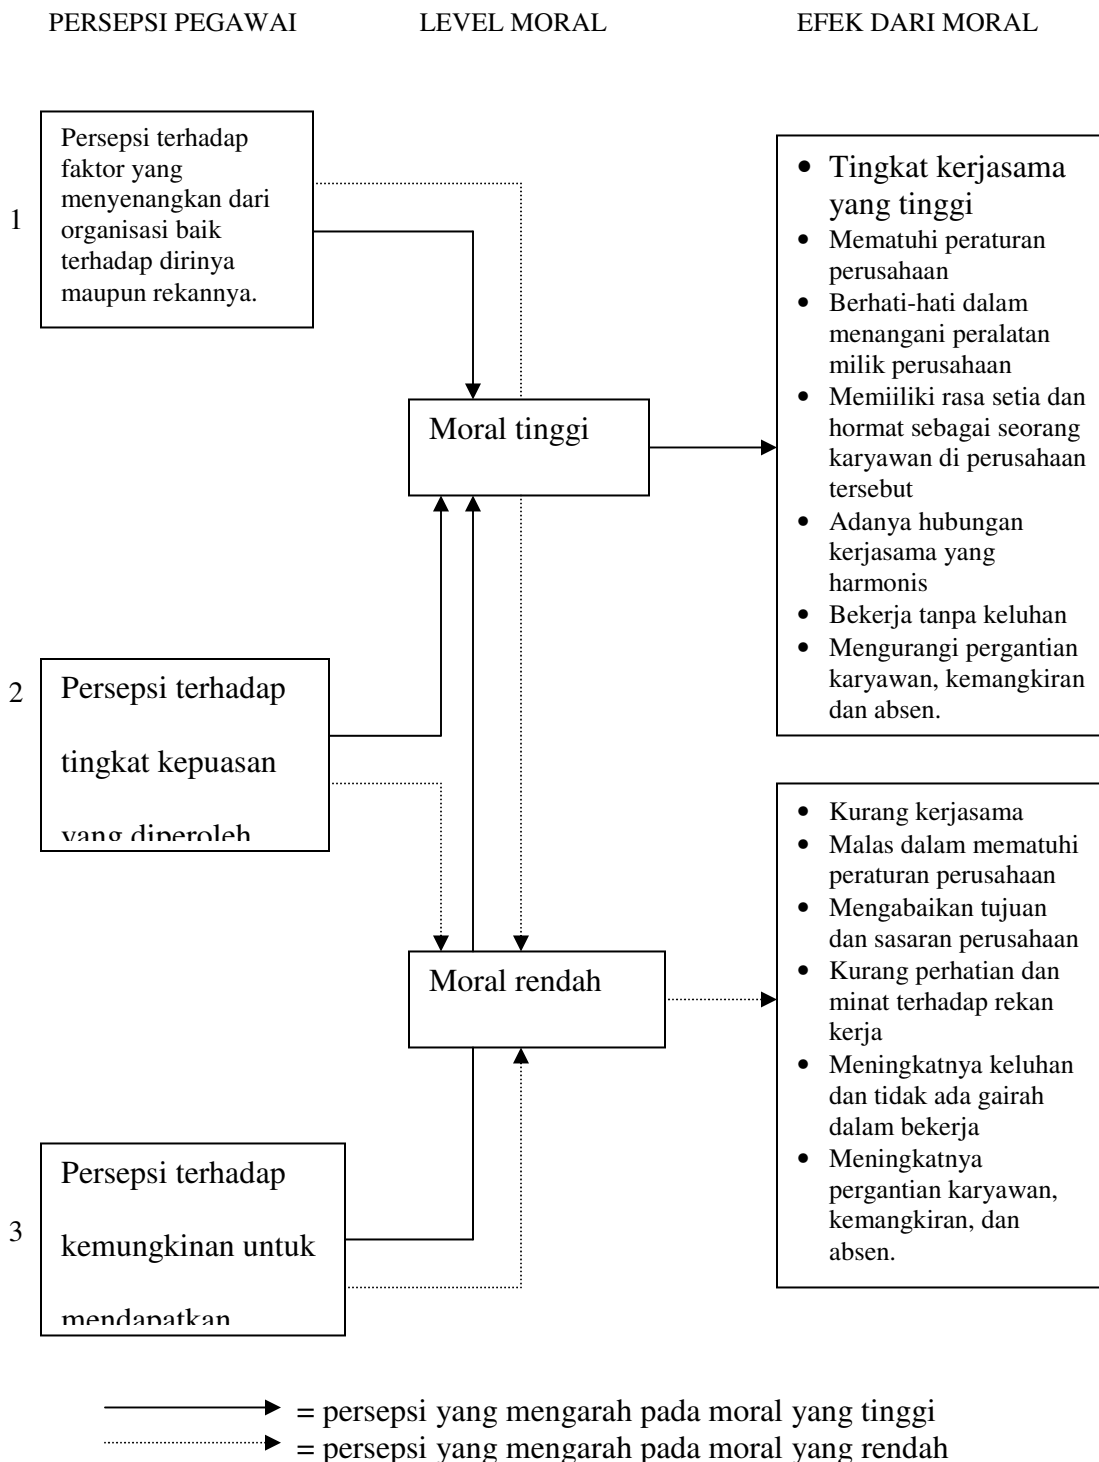 PERSEPSI PEGAWAI
LEVEL MORAL
EFEK DARI MORAL
1
Persepsi terhadap
faktor yang
menyenangkan dari
organisasi baik
terhadap dirinya
maupun rekannya.
Moral tinggi
• Tingkat kerjasama
yang tinggi
• Mematuhi peraturan
perusahaan
• Berhati-hati dalam
menangani peralatan
milik perusahaan
• Memiiliki rasa setia dan
hormat sebagai seorang
karyawan di perusahaan
tersebut
• Adanya hubungan
kerjasama yang
harmonis
• Bekerja tanpa keluhan
• Mengurangi pergantian
karyawan, kemangkiran
dan absen.
2
Persepsi terhadap
tingkat kepuasan
yang diperoleh
Moral rendah
• Kurang kerjasama
• Malas dalam mematuhi
peraturan perusahaan
• Mengabaikan tujuan
dan sasaran perusahaan
• Kurang perhatian dan
minat terhadap rekan
kerja
• Meningkatnya keluhan
dan tidak ada gairah
dalam bekerja
• Meningkatnya
pergantian karyawan,
kemangkiran, dan
absen.
3
Persepsi terhadap
kemungkinan untuk
mendapatkan
= persepsi yang mengarah pada moral yang tinggi
= persepsi yang mengarah pada moral yang rendah